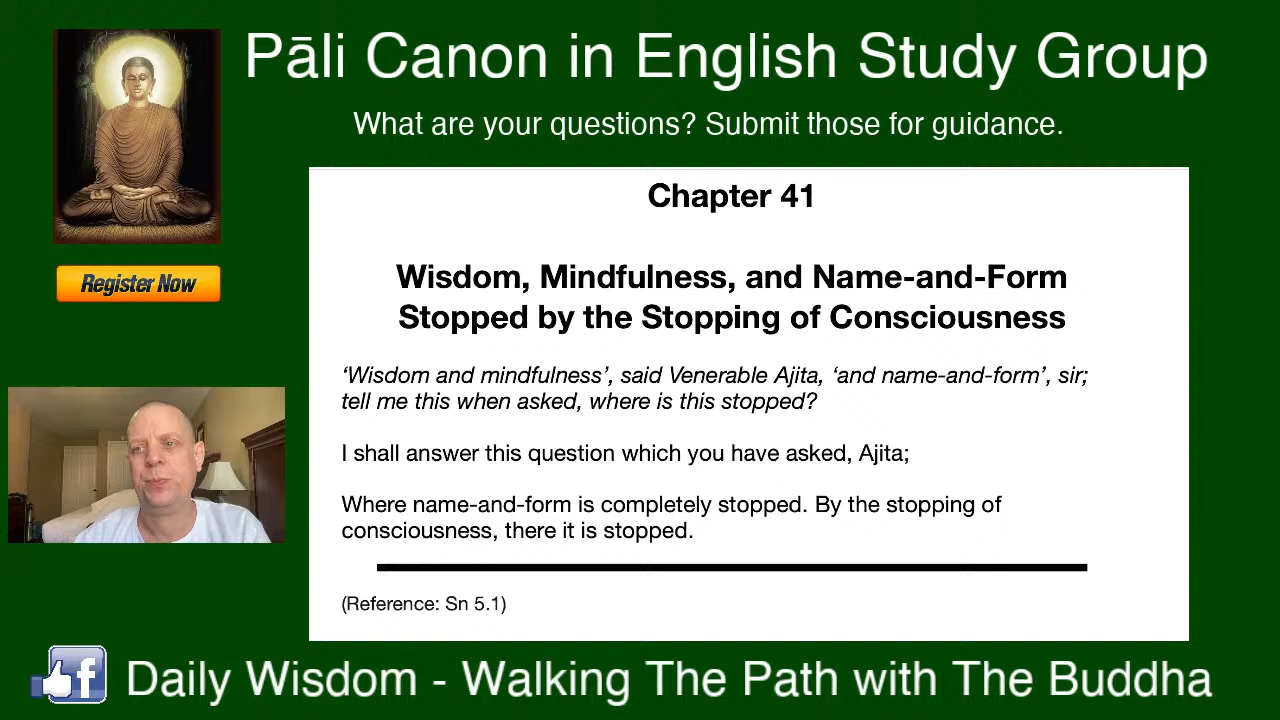 Pāli Canon in English Study Group
What are your questions? Submit those for guidance.
Register Now
Chapter 41
Wisdom, Mindfulness, and Name-and-Form
Stopped by the Stopping of Consciousness
‘Wisdom and mindfulness’, said Venerable Ajita, ‘and name-and-form’, sir;
tell me this when asked, where is this stopped?
I shall answer this question which you have asked, Ajita;
Where name-and-form is completely stopped. By the stopping of
consciousness, there it is stopped.
(Reference: Sn 5.1)
f
Daily Wisdom - Walking The Path with The Buddha